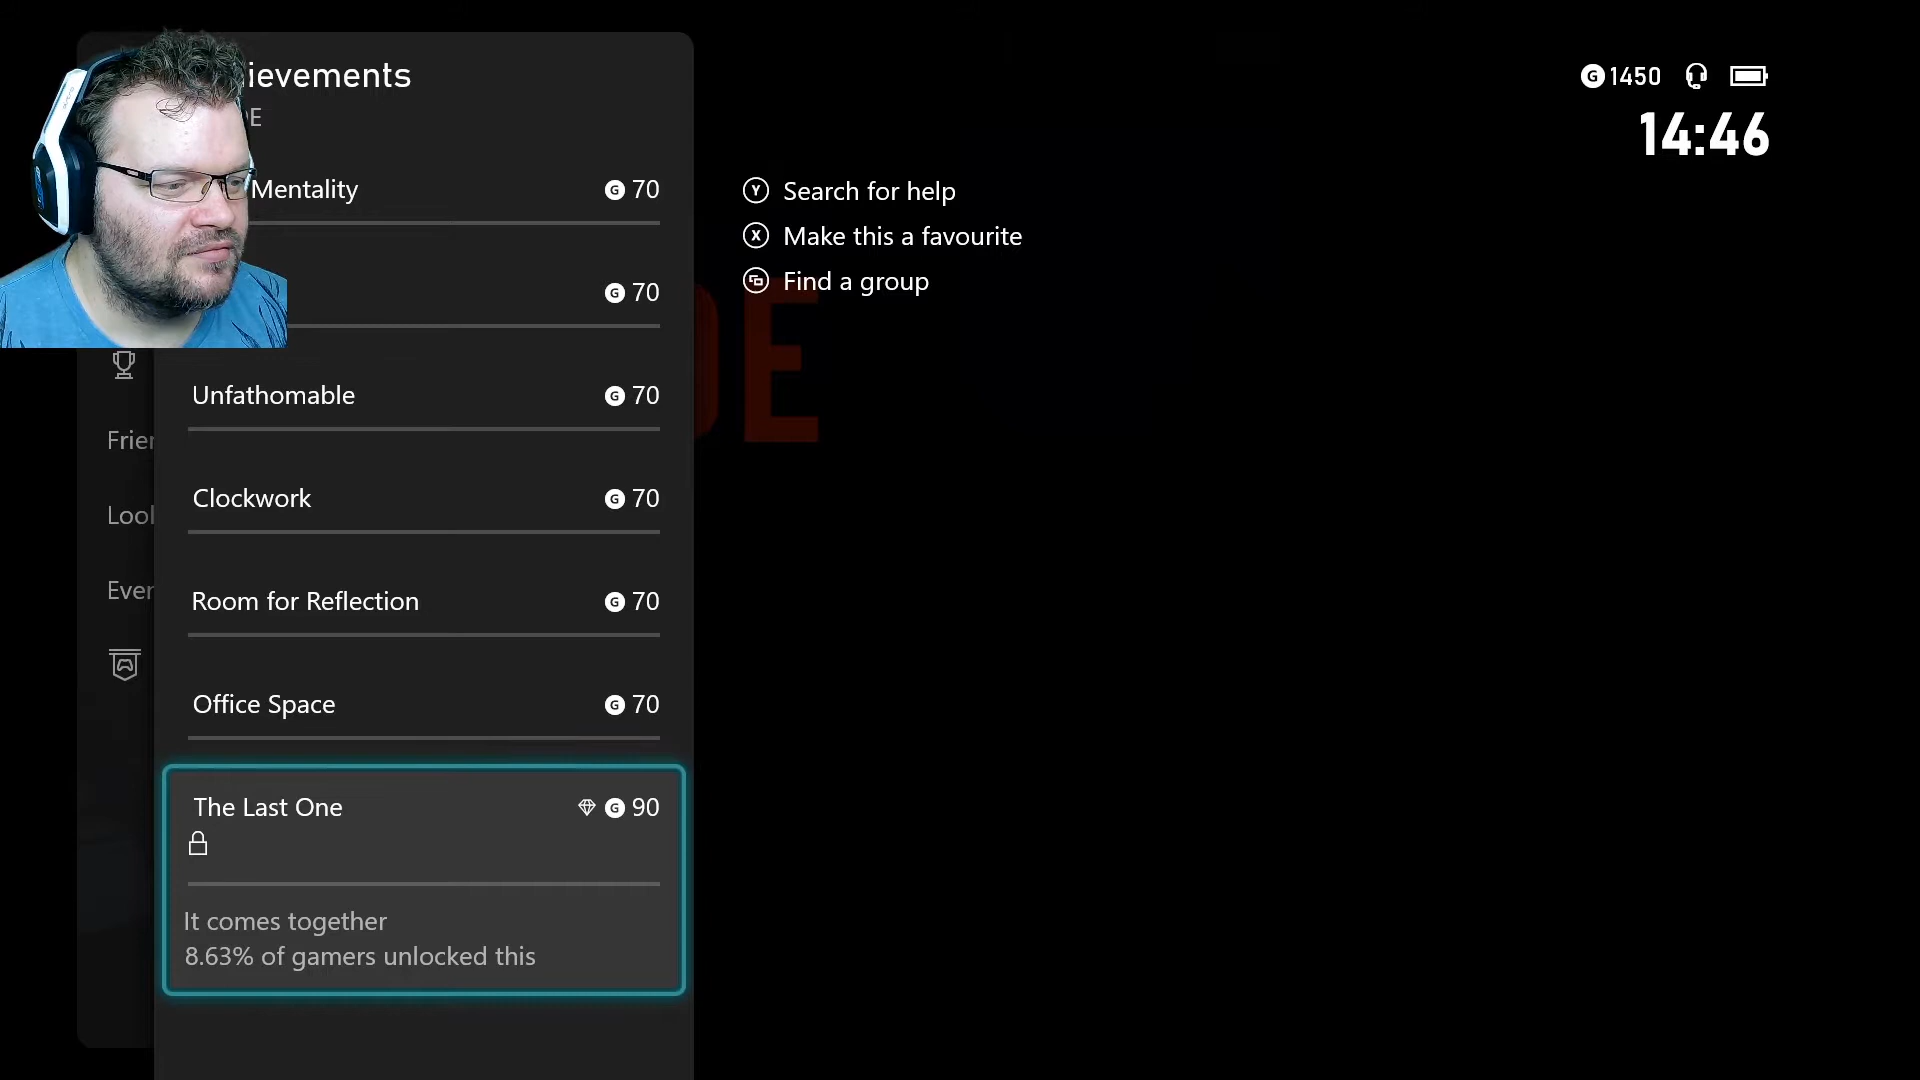 ievements
E
G 1450
14:46
Mentality G 70
G 70
Unfathomable G 70
Clockwork G 70
Room for Reflection G 70
Office Space G 70
The Last One G 90
It comes together
8.63% of gamers unlocked this
Y Search for help
X Make this a favourite
Find a group
DE
Frier
Lool
Ever